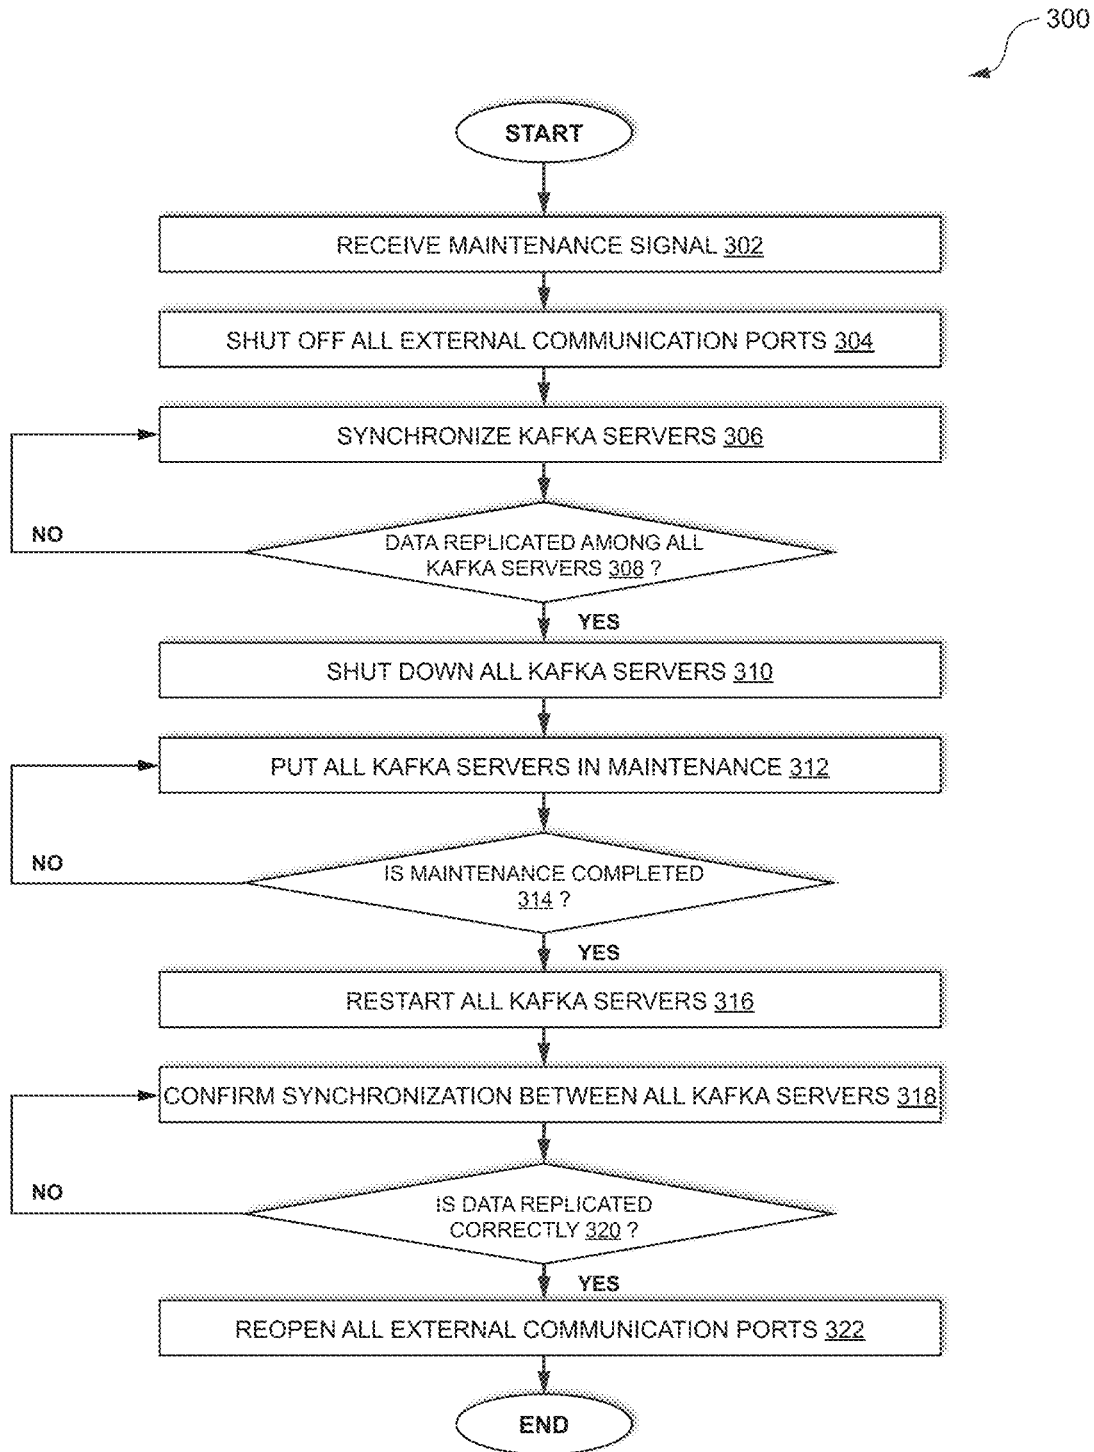 300
START
RECEIVE MAINTENANCE SIGNAL 302
SHUT OFF ALL EXTERNAL COMMUNICATION PORTS 304
SYNCHRONIZE KAFKA SERVERS 306
NO
DATA REPLICATED AMONG ALL
KAFKA SERVERS 308 ?
YES
SHUT DOWN ALL KAFKA SERVERS 310
PUT ALL KAFKA SERVERS IN MAINTENANCE 312
NO
IS MAINTENANCE COMPLETED
314 ?
YES
RESTART ALL KAFKA SERVERS 316
CONFIRM SYNCHRONIZATION BETWEEN ALL KAFKA SERVERS 318
NO
IS DATA REPLICATED
CORRECTLY 320 ?
YES
REOPEN ALL EXTERNAL COMMUNICATION PORTS 322
END